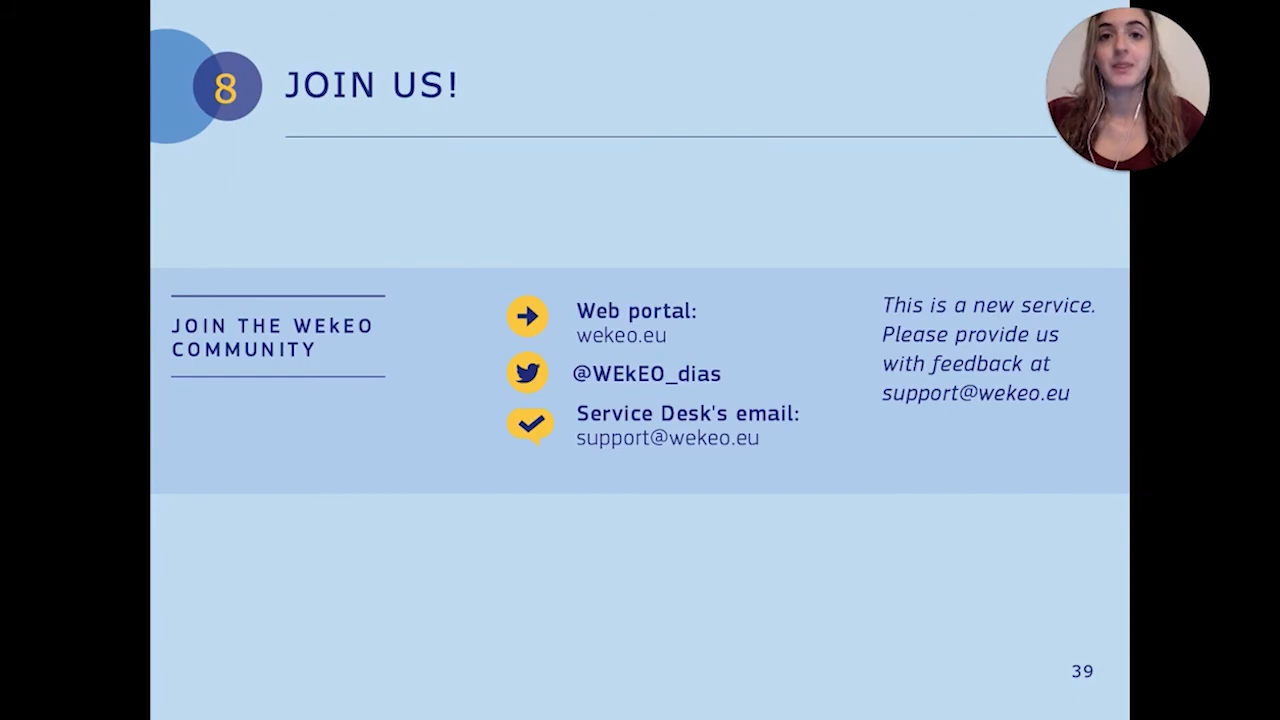 8
JOIN US!
JOIN THE WEkEO
COMMUNITY
Web portal:
wekeo.eu
@WEkEO_dias
Service Desk's email:
support@wekeo.eu
This is a new service.
Please provide us
with feedback at
support@wekeo.eu
39